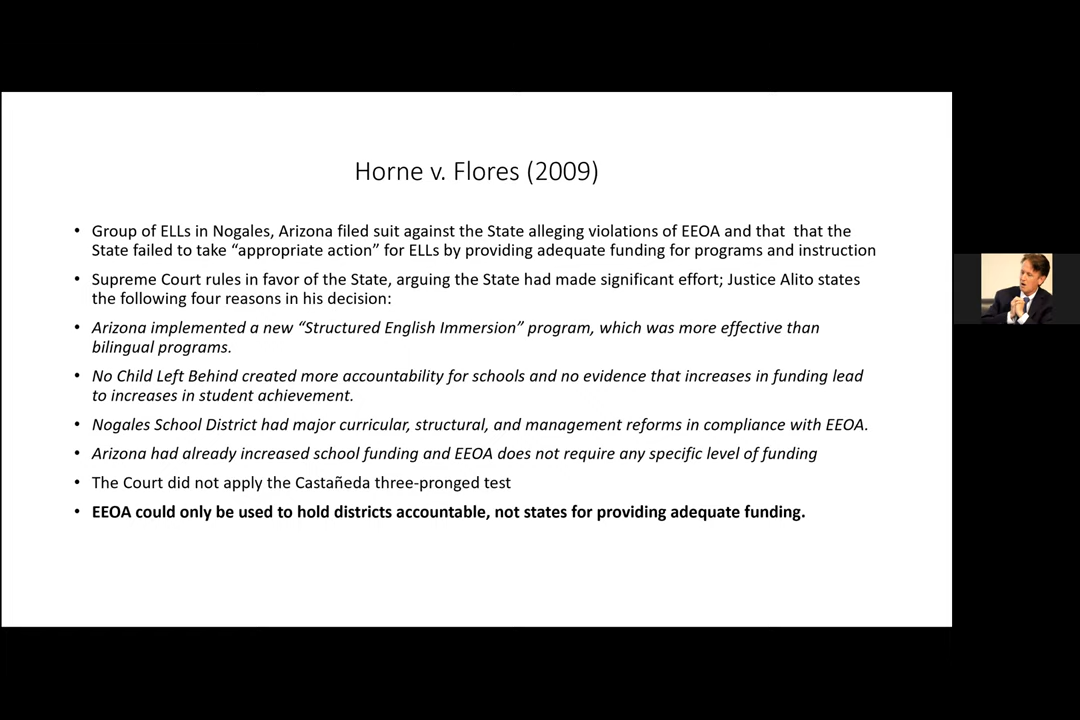 Horne v. Flores (2009)
• Group of ELLs in Nogales, Arizona filed suit against the State alleging violations of EEOA and that  that the
State failed to take “appropriate action” for ELLs by providing adequate funding for programs and instruction
• Supreme Court rules in favor of the State, arguing the State had made significant effort; Justice Alito states
the following four reasons in his decision:
• Arizona implemented a new “Structured English Immersion” program, which was more effective than
bilingual programs.
• No Child Left Behind created more accountability for schools and no evidence that increases in funding lead
to increases in student achievement.
• Nogales School District had major curricular, structural, and management reforms in compliance with EEOA.
• Arizona had already increased school funding and EEOA does not require any specific level of funding
• The Court did not apply the Castañeda three-pronged test
• EEOA could only be used to hold districts accountable, not states for providing adequate funding.